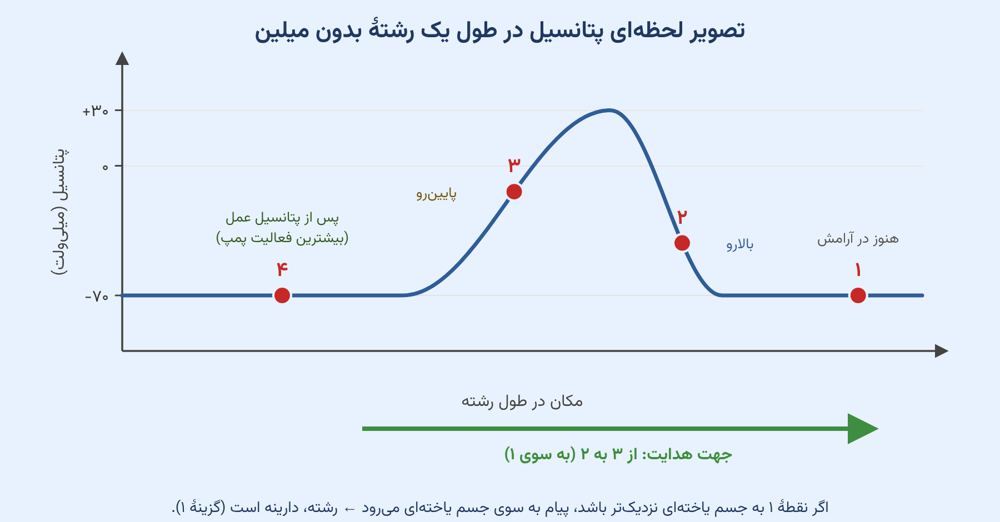 تصویر لحظه‌ای پتانسیل در طول یک رشتهٔ بدون میلین
پتانسیل (میلی‌ولت)
+۳۰
۰
-۷۰
۳
پایین‌رو
پس از پتانسیل عمل
(بیشترین فعالیت پمپ)
۴
۲
بالارو
هنوز در آرامش
۱
مکان در طول رشته
جهت هدایت: از ۳ به ۲ (به سوی ۱)
اگر نقطهٔ ۱ به جسم یاخته‌ای نزدیک‌تر باشد، پیام به سوی جسم یاخته‌ای می‌رود ← رشته، دارینه است (گزینهٔ ۱).